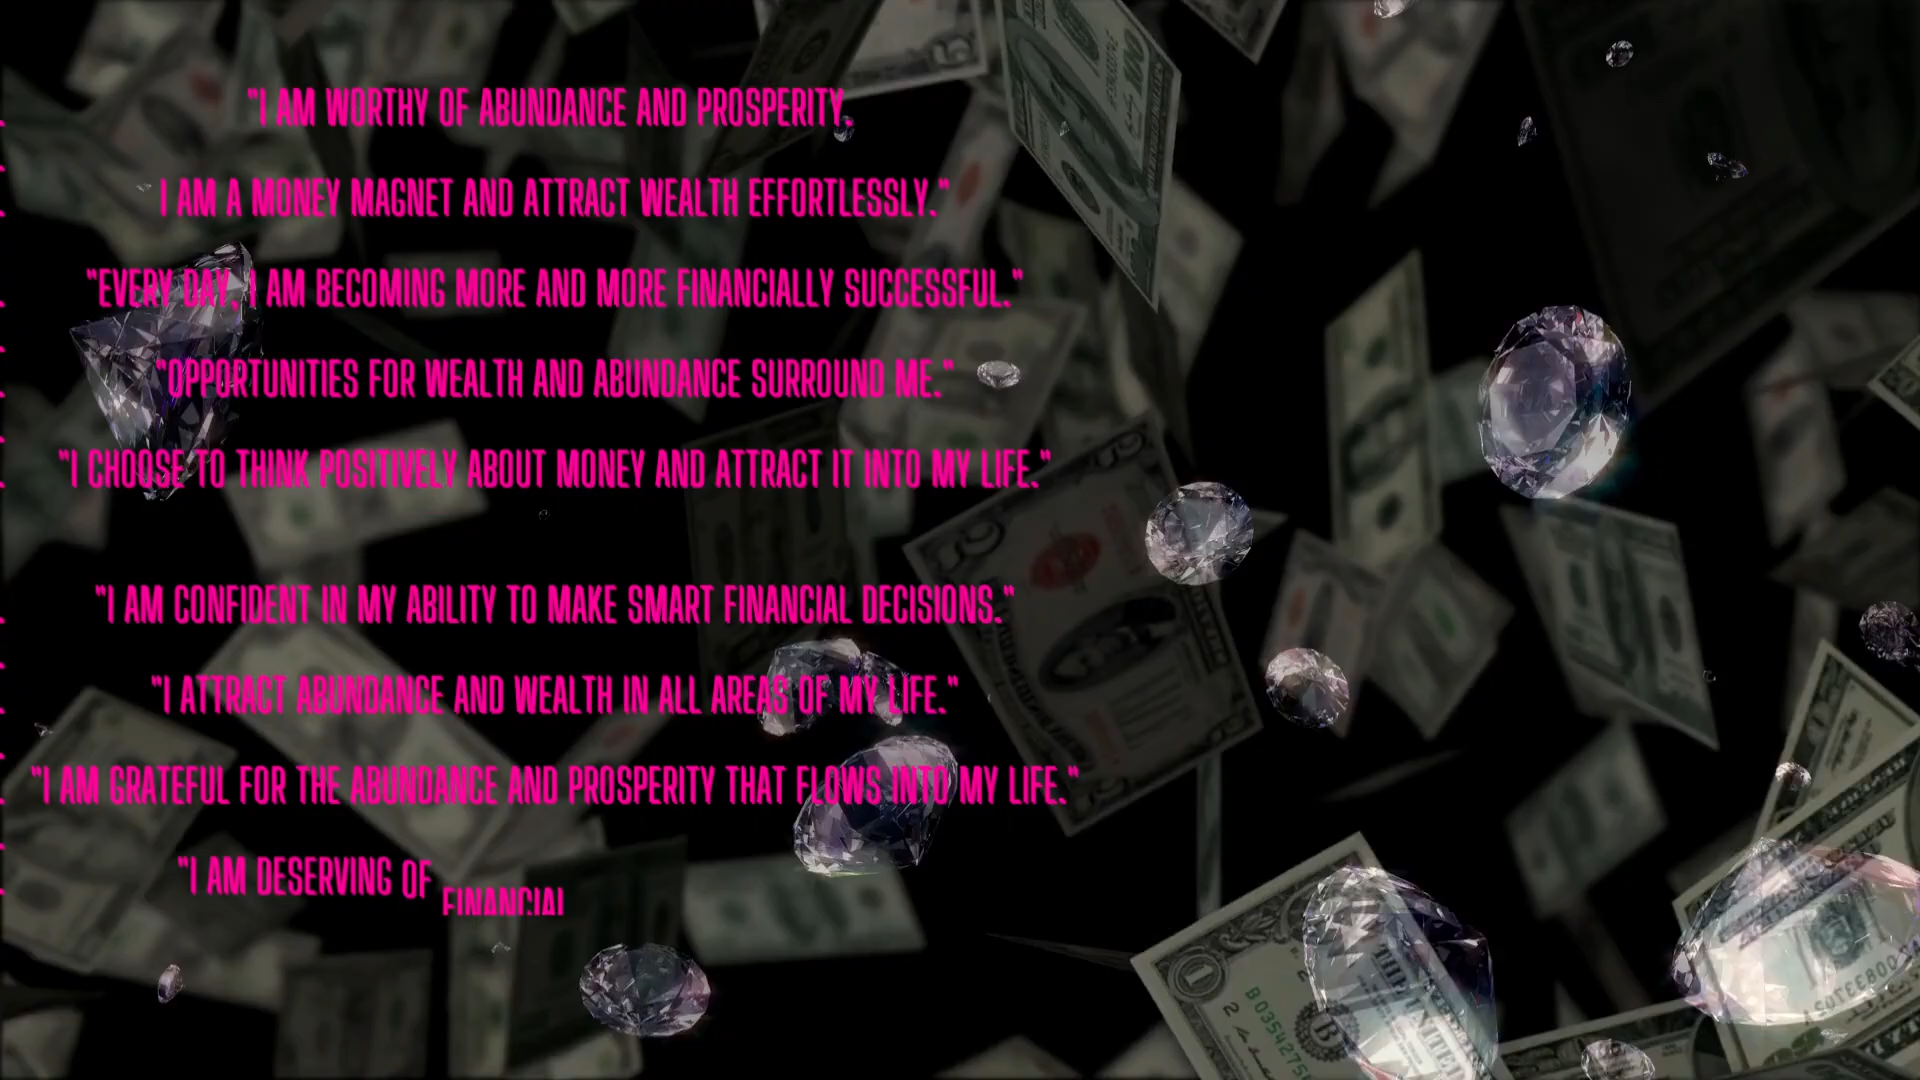 "I AM WORTHY OF ABUNDANCE AND PROSPERITY.
I AM A MONEY MAGNET AND ATTRACT WEALTH EFFORTLESSLY."
"EVERY DAY, I AM BECOMING MORE AND MORE FINANCIALLY SUCCESSFUL."
"OPPORTUNITIES FOR WEALTH AND ABUNDANCE SURROUND ME."
"I CHOOSE TO THINK POSITIVELY ABOUT MONEY AND ATTRACT IT INTO MY LIFE."
"I AM CONFIDENT IN MY ABILITY TO MAKE SMART FINANCIAL DECISIONS."
"I ATTRACT ABUNDANCE AND WEALTH IN ALL AREAS OF MY LIFE."
"I AM GRATEFUL FOR THE ABUNDANCE AND PROSPERITY THAT FLOWS INTO MY LIFE."
"I AM DESERVING OF FINANCIAL